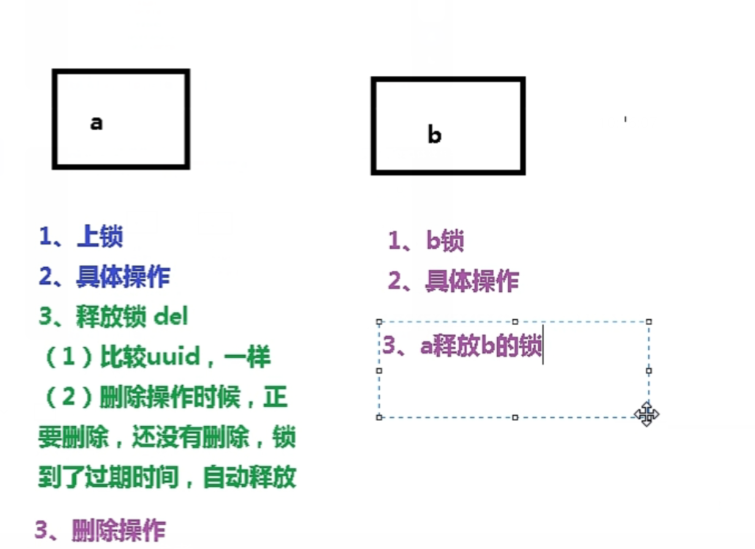 a
1、上锁
2、具体操作
3、释放锁 del
（1）比较uuid，一样
（2）删除操作时候，正
要删除，还没有删除，锁
到了过期时间，自动释放
3、删除操作
b
1、b锁
2、具体操作
3、a释放b的锁